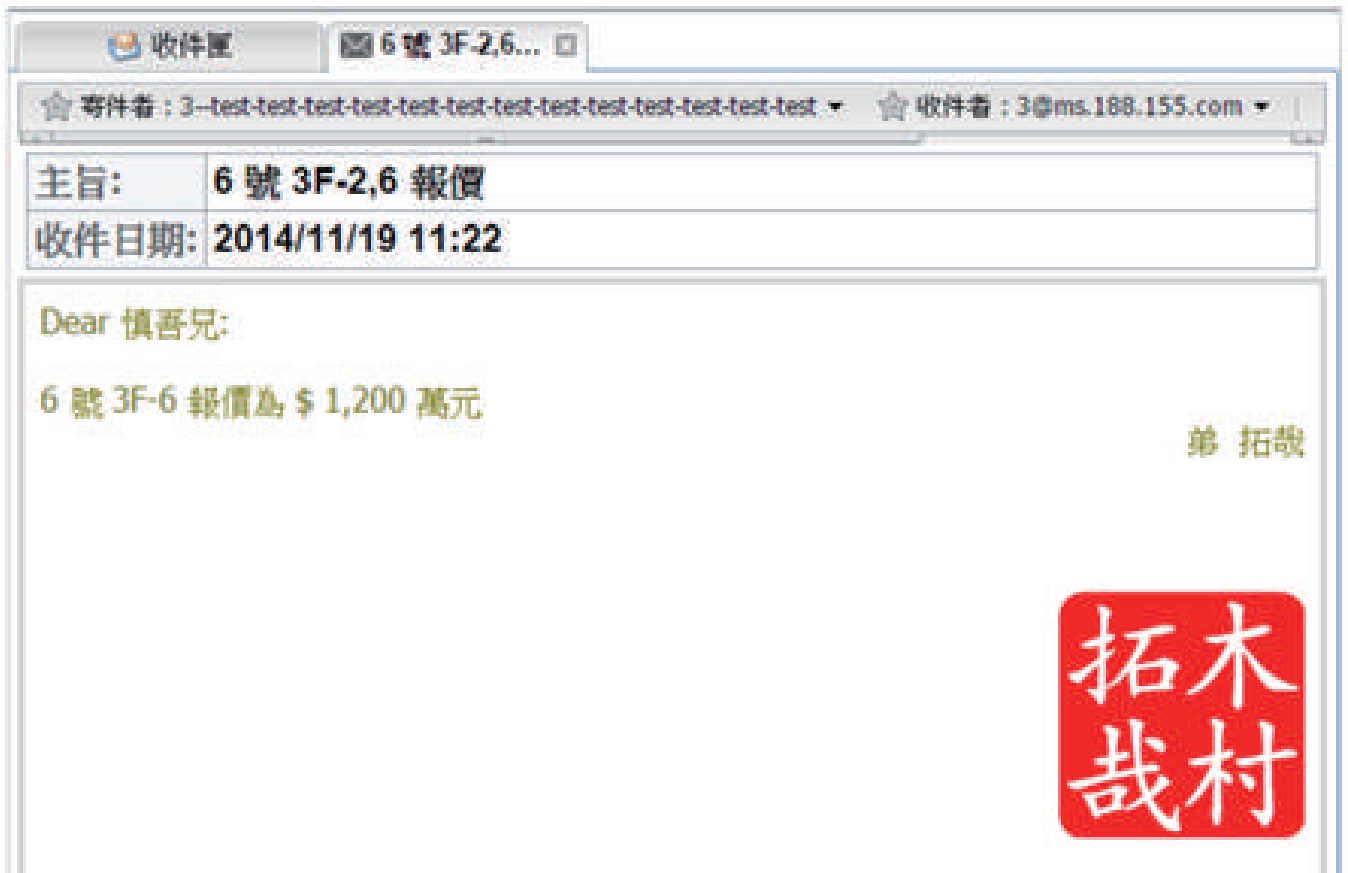 收件匣
6 號 3F-2,6...
寄件者 : 3--test-test-test-test-test-test-test-test-test-test-test-test-test
收件者 : 3@ms.188.155.com
主旨: 6 號 3F-2,6 報價
收件日期: 2014/11/19 11:22
Dear 慎吾兄:
6 號 3F-6 報價為 $ 1,200 萬元
弟 拓哉
木村
拓哉